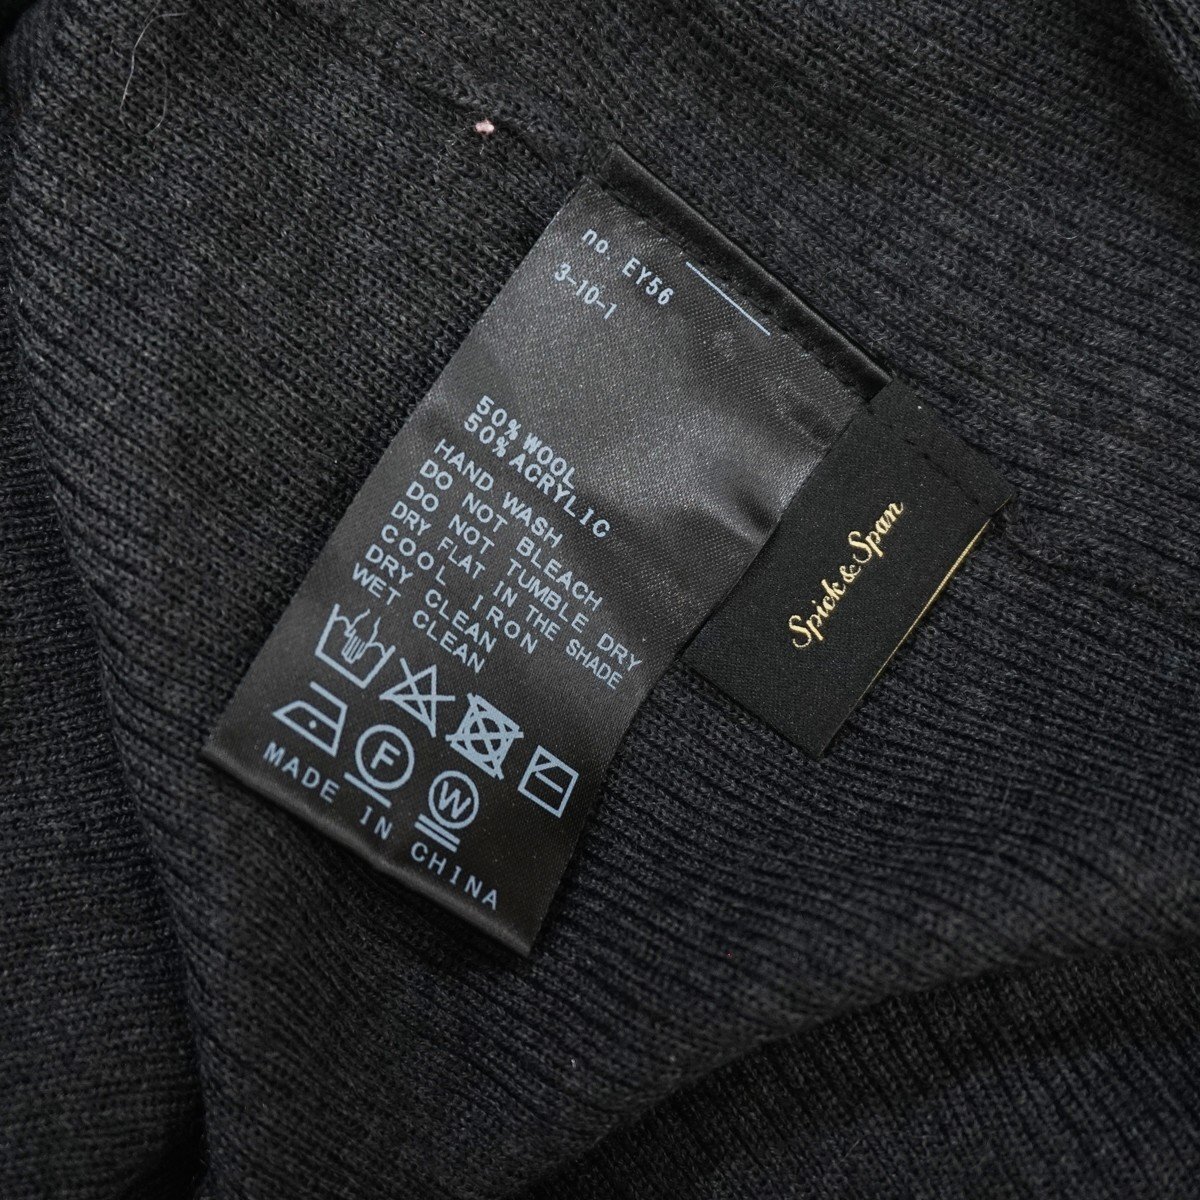 no. EY56
3-10-1
50% WOOL
50% ACRYLIC
HAND WASH
DO NOT BLEACH
DO NOT TUMBLE DRY
DRY FLAT IN THE SHADE
COOL IRON
DRY CLEAN
WET CLEAN
F
W
MADE IN CHINA
Spick & Span